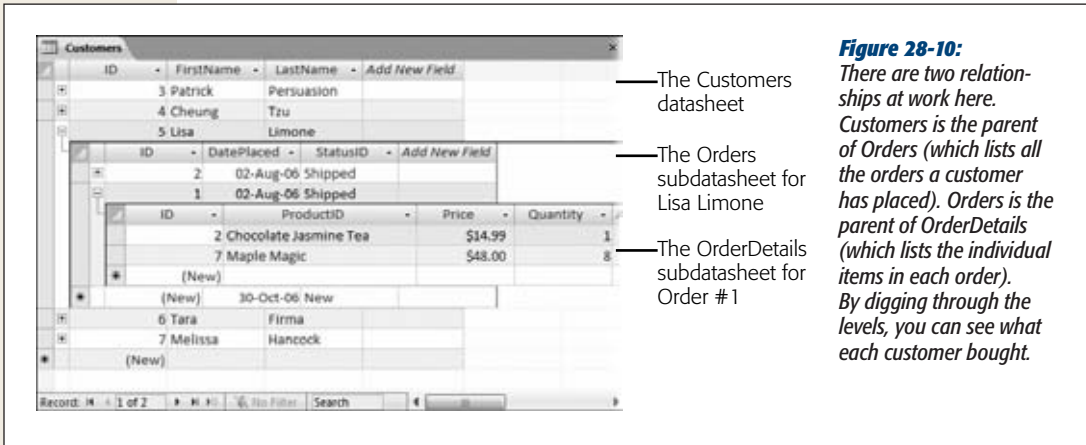 Customers
ID FirstName LastName Add New Field
3 Patrick Persuasion
4 Cheung Tzu
5 Lisa Limone
ID DatePlaced StatusID Add New Field
2 02-Aug-06 Shipped
1 02-Aug-06 Shipped
ID ProductID Price Quantity
2 Chocolate Jasmine Tea $14.99 1
7 Maple Magic $48.00 8
(New)
(New) 30-Oct-06 New
6 Tara Firma
7 Melissa Hancock
(New)
Record: 1 of 2 No Filter Search
The Customers
datasheet
The Orders
subdatasheet for
Lisa Limone
The OrderDetails
subdatasheet for
Order #1
Figure 28-10:
There are two relation-
ships at work here.
Customers is the parent
of Orders (which lists all
the orders a customer
has placed). Orders is the
parent of OrderDetails
(which lists the individual
items in each order).
By digging through the
levels, you can see what
each customer bought.